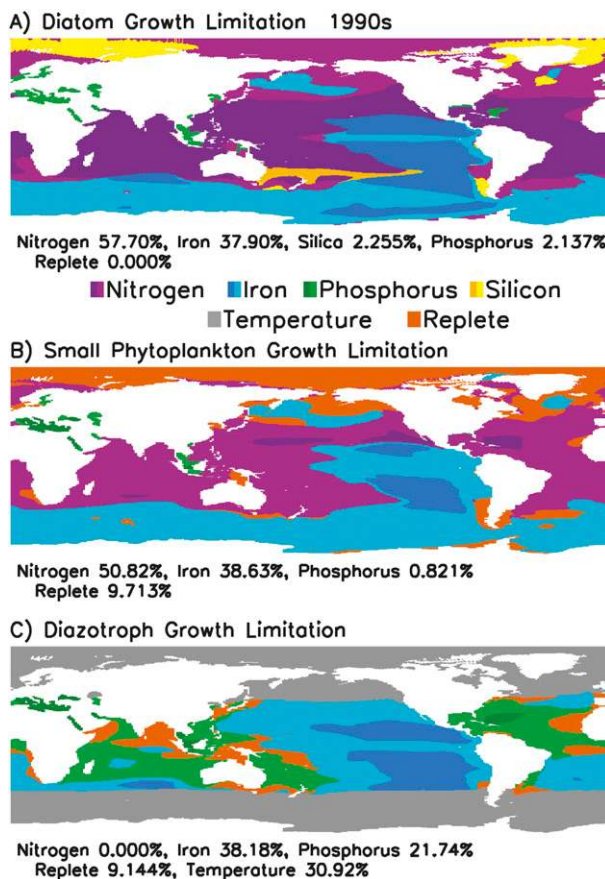 A) Diatom Growth Limitation 1990s
Nitrogen 57.70%, Iron 37.90%, Silica 2.255%, Phosphorus 2.137%
Replete 0.000%
Nitrogen Iron Phosphorus Silicon
Temperature Replete
B) Small Phytoplankton Growth Limitation
Nitrogen 50.82%, Iron 38.63%, Phosphorus 0.821%
Replete 9.713%
C) Diazotroph Growth Limitation
Nitrogen 0.000%, Iron 38.18%, Phosphorus 21.74%
Replete 9.144%, Temperature 30.92%